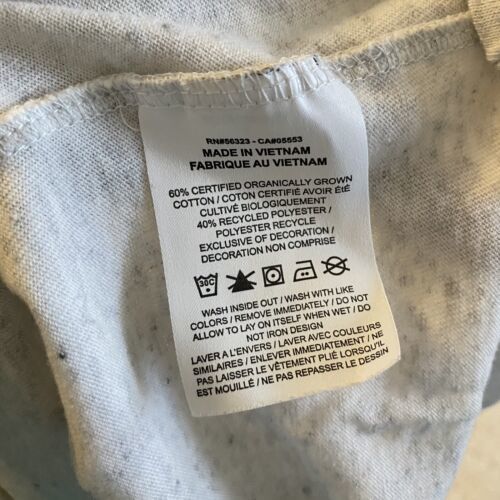 RN#56323 - CA#05553
MADE IN VIETNAM
FABRIQUE AU VIETNAM
60% CERTIFIED ORGANICALLY GROWN
COTTON / COTON CERTIFIÉ AVOIR ÉTÉ
CULTIVÉ BIOLOGIQUEMENT
40% RECYCLED POLYESTER /
POLYESTER RECYCLE
EXCLUSIVE OF DECORATION /
DECORATION NON COMPRISE
30C
WASH INSIDE OUT / WASH WITH LIKE
COLORS / REMOVE IMMEDIATELY / DO NOT
ALLOW TO LAY ON ITSELF WHEN WET / DO
NOT IRON DESIGN
LAVER A L'ENVERS / LAVER AVEC COULEURS
SIMILAIRES / ENLEVER IMMEDIATEMENT / NE
PAS LAISSER LE VÊTEMENT PLIÉ LORSQU'IL
EST MOUILLÉ / NE PAS REPASSER LE DESSIN